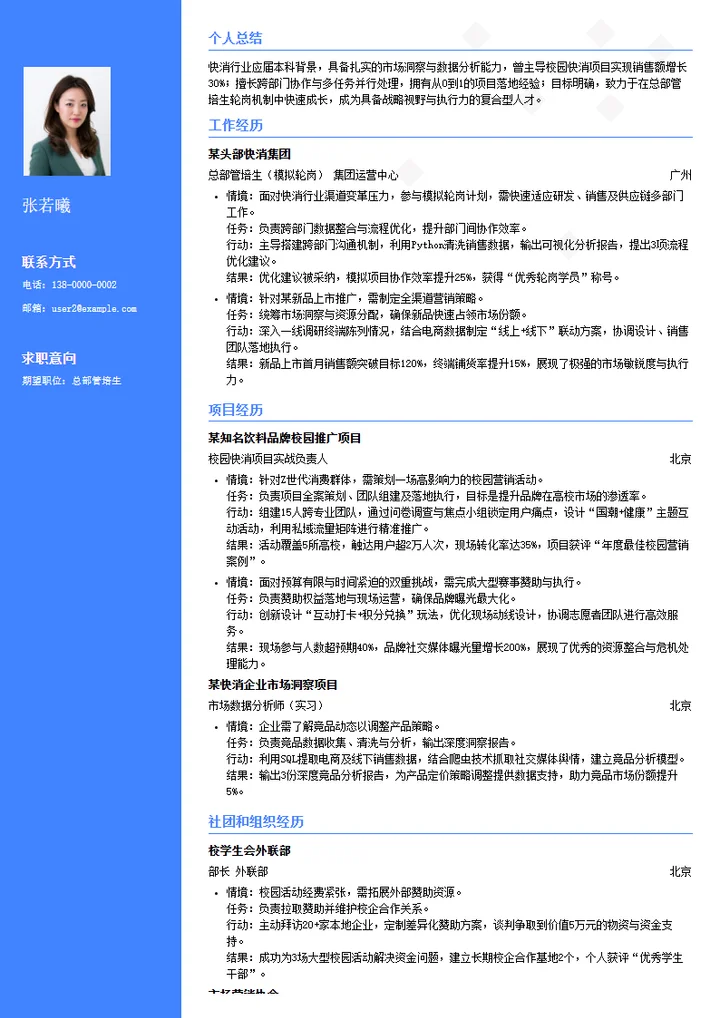 张若曦
联系方式
电话：138-0000-0002
邮箱：user2@example.com
求职意向
期望职位：总部管培生
个人总结
快消行业应届本科背景，具备扎实的市场洞察与数据分析能力，曾主导校园快消项目实现销售额增长
30%；擅长跨部门协作与多任务并行处理，拥有从0到1的项目落地经验；目标明确，致力于在总部管
培生轮岗机制中快速成长，成为具备战略视野与执行力的复合型人才。
工作经历
某头部快消集团
总部管培生（模拟轮岗） 集团运营中心 广州
• 情境：面对快消行业渠道变革压力，参与模拟轮岗计划，需快速适应研发、销售及供应链多部门
工作。
任务：负责跨部门数据整合与流程优化，提升部门间协作效率。
行动：主导搭建跨部门沟通机制，利用Python清洗销售数据，输出可视化分析报告，提出3项流程
优化建议。
结果：优化建议被采纳，模拟项目协作效率提升25%，获得“优秀轮岗学员”称号。
• 情境：针对某新品上市推广，需制定全渠道营销策略。
任务：统筹市场洞察与资源分配，确保新品快速占领市场份额。
行动：深入一线调研终端陈列情况，结合电商数据制定“线上+线下”联动方案，协调设计、销售
团队落地执行。
结果：新品上市首月销售额突破目标120%，终端铺货率提升15%，展现了极强的市场敏锐度与执行
力。
项目经历
某知名饮料品牌校园推广项目
校园快消项目实战负责人 北京
• 情境：针对Z世代消费群体，需策划一场高影响力的校园营销活动。
任务：负责项目全案策划、团队组建及落地执行，目标是提升品牌在高校市场的渗透率。
行动：组建15人跨专业团队，通过问卷调查与焦点小组锁定用户痛点，设计“国潮+健康”主题互
动活动，利用私域流量矩阵进行精准推广。
结果：活动覆盖5所高校，触达用户超2万人次，现场转化率达35%，项目获评“年度最佳校园营销
案例”。
• 情境：面对预算有限与时间紧迫的双重挑战，需完成大型赛事赞助与执行。
任务：负责赞助权益落地与现场运营，确保品牌曝光最大化。
行动：创新设计“互动打卡+积分兑换”玩法，优化现场动线设计，协调志愿者团队进行高效服
务。
结果：现场参与人数超预期40%，品牌社交媒体曝光量增长200%，展现了优秀的资源整合与危机处
理能力。
某快消企业市场洞察项目
市场数据分析师（实习） 北京
• 情境：企业需了解竞品动态以调整产品策略。
任务：负责竞品数据收集、清洗与分析，输出深度洞察报告。
行动：利用SQL提取电商及线下销售数据，结合爬虫技术抓取社交媒体舆情，建立竞品分析模型。
结果：输出3份深度竞品分析报告，为产品定价策略调整提供数据支持，助力竞品市场份额提升
5%。
社团和组织经历
校学生会外联部
部长 外联部 北京
• 情境：校园活动经费紧张，需拓展外部赞助资源。
任务：负责拉取赞助并维护校企合作关系。
行动：主动拜访20+家本地企业，定制差异化赞助方案，谈判争取到价值5万元的物资与资金支
持。
结果：成功为3场大型校园活动解决资金问题，建立长期校企合作基地2个，个人获评“优秀学生
干部”。
市场营销协会